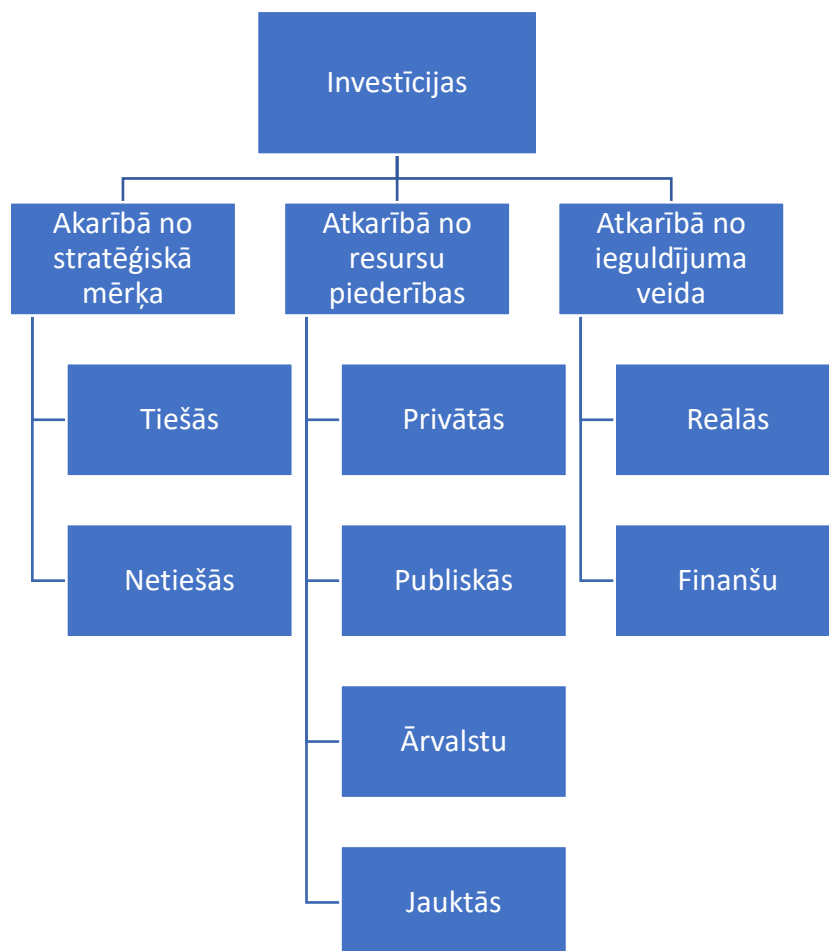 Investīcijas
Akarībā no
stratēģiskā
mērķa
Tiešās
Netiešās
Atkarībā no
resursu
piederības
Privātās
Publiskās
Ārvalstu
Jauktās
Atkarībā no
ieguldījuma
veida
Reālās
Finanšu